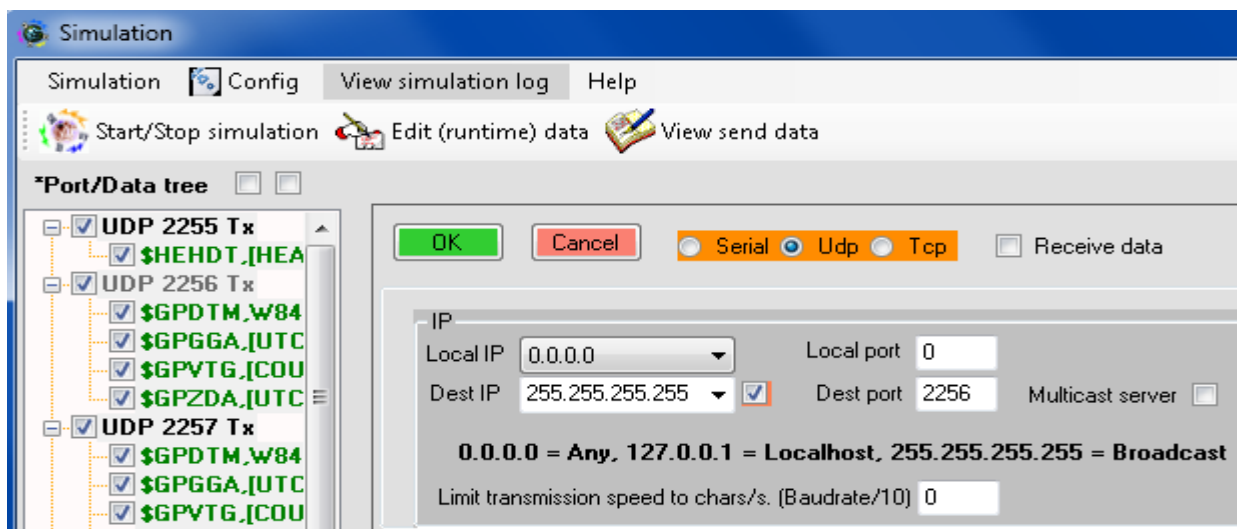 Simulation
Simulation Config View simulation log Help
Start/Stop simulation Edit (runtime) data View send data
*Port/Data tree
UDP 2255 Tx
$HEHDT,[HEA
UDP 2256 Tx
$GPDTM,W84
$GPGGA,[UTC
$GPVTG,[COU
$GPZDA,[UTC
UDP 2257 Tx
$GPDTM,W84
$GPGGA,[UTC
$GPVTG,[COU
OK Cancel Serial Udp Tcp Receive data
IP
Local IP 0.0.0.0 Local port 0
Dest IP 255.255.255.255 Dest port 2256 Multicast server
0.0.0.0 = Any, 127.0.0.1 = Localhost, 255.255.255.255 = Broadcast
Limit transmission speed to chars/s. (Baudrate/10) 0